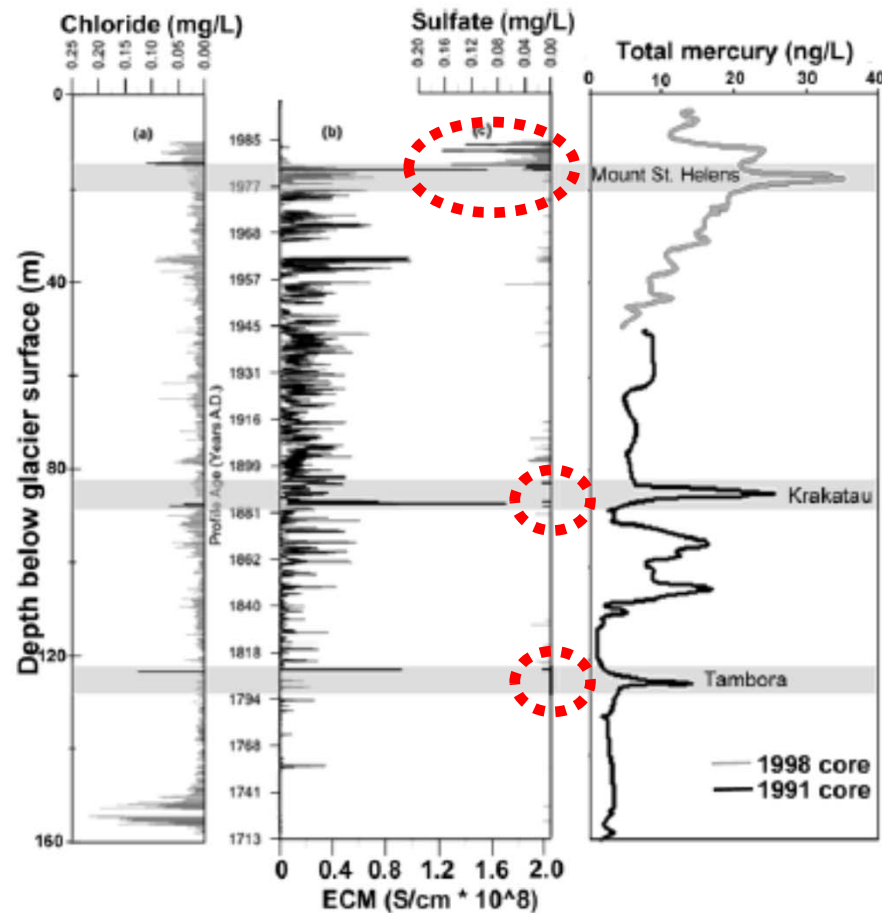 Chloride (mg/L)
0.25
0.20
0.15
0.10
0.05
0.00
Sulfate (mg/L)
0.20
0.16
0.12
0.08
0.04
0.00
Total mercury (ng/L)
0 10 20 30 40
Depth below glacier surface (m)
0
40
80
120
160
(a)
(b)
(c)
Profile Age (Years A.D.)
1985
1977
1968
1957
1945
1931
1916
1899
1881
1862
1840
1818
1794
1768
1741
1713
Mount St. Helens
Krakatau
Tambora
1998 core
1991 core
0 0.4 0.8 1.2 1.6 2.0
ECM (S/cm * 10^8)